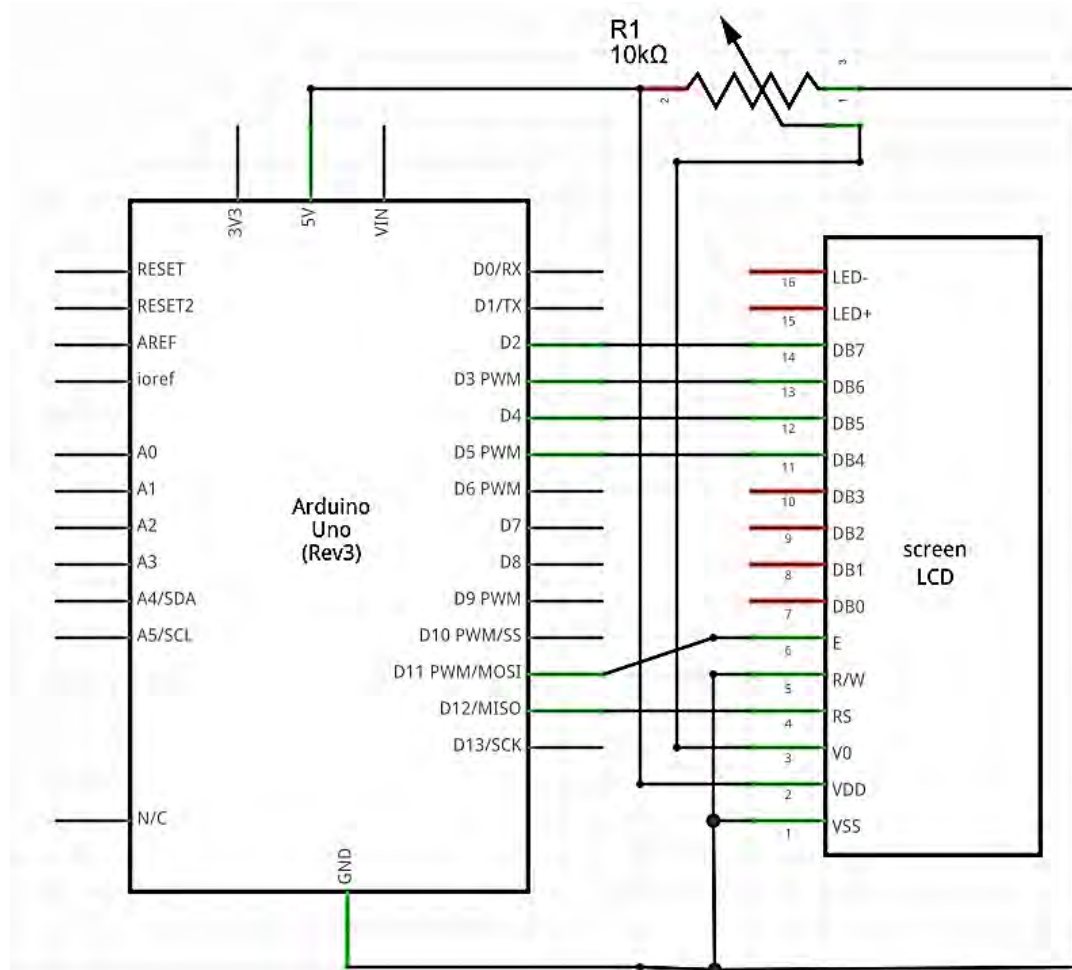 R1
10kΩ
3
2
1
3V3
5V
VIN
RESET
RESET2
AREF
ioref
A0
A1
A2
A3
A4/SDA
A5/SCL
N/C
Arduino
Uno
(Rev3)
GND
D0/RX
D1/TX
D2
D3 PWM
D4
D5 PWM
D6 PWM
D7
D8
D9 PWM
D10 PWM/SS
D11 PWM/MOSI
D12/MISO
D13/SCK
16 LED-
15 LED+
14 DB7
13 DB6
12 DB5
11 DB4
10 DB3
9 DB2
8 DB1
7 DB0
6 E
5 R/W
4 RS
3 V0
2 VDD
1 VSS
screen
LCD